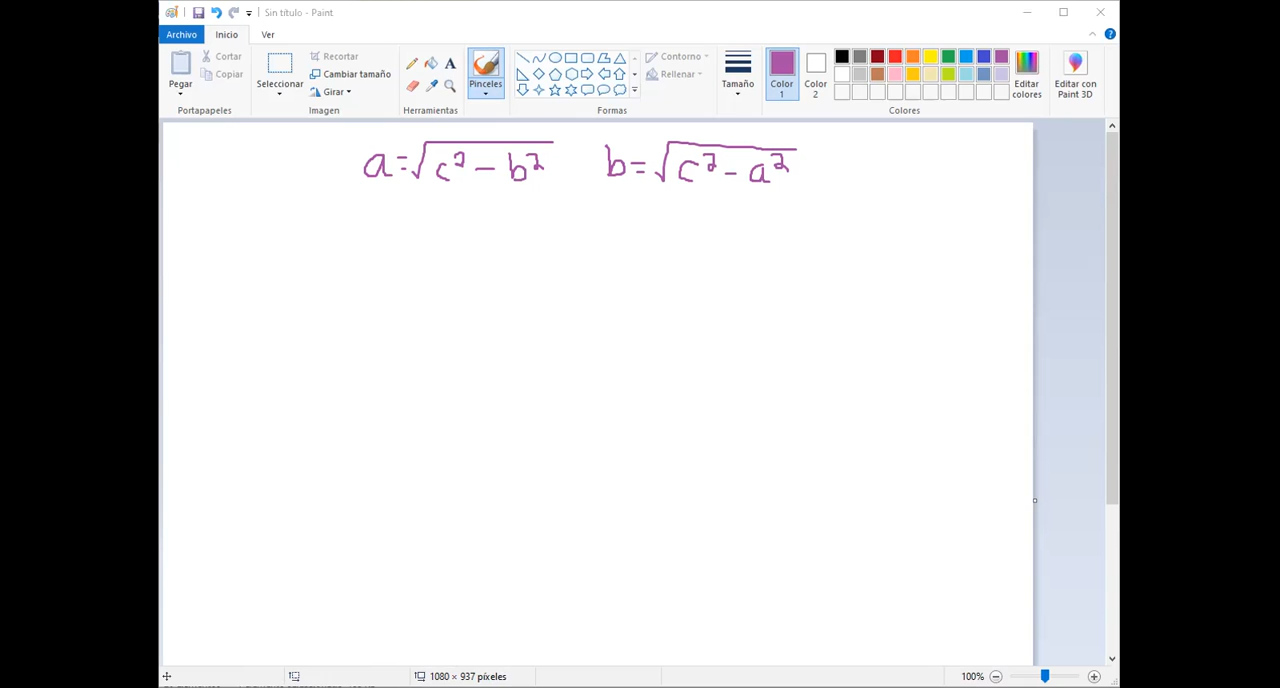 Sin título - Paint
Archivo Inicio Ver
Pegar
Cortar
Copiar
Portapapeles
Seleccionar
Recortar
Cambiar tamaño
Girar
Imagen
A
Herramientas
Pinceles
Contorno
Rellenar
Formas
Tamaño
Color 1
Color 2
Editar colores
Colores
Editar con Paint 3D
a=√c²-b² b=√c²-a²
1080 × 937 píxeles 100%